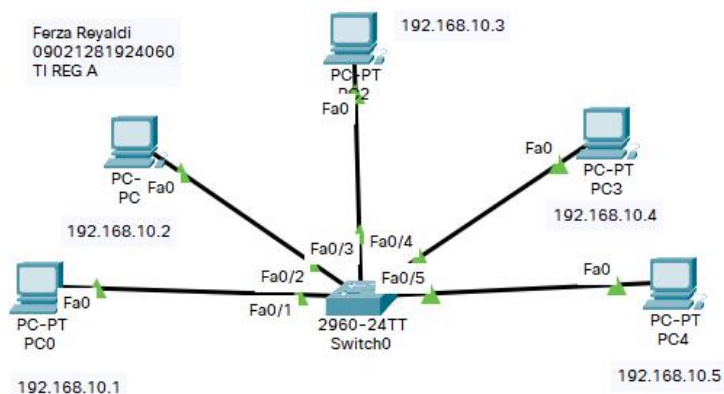 Ferza Reyaldi
09021281924060
TI REG A
192.168.10.3
PC-PT
Fa0
PC-
PC
Fa0
192.168.10.2
Fa0
PC-PT
PC3
192.168.10.4
Fa0/3
Fa0/4
Fa0/2
Fa0/5
Fa0/1
Fa0
PC-PT
PC0
192.168.10.1
2960-24TT
Switch0
Fa0
PC-PT
PC4
192.168.10.5